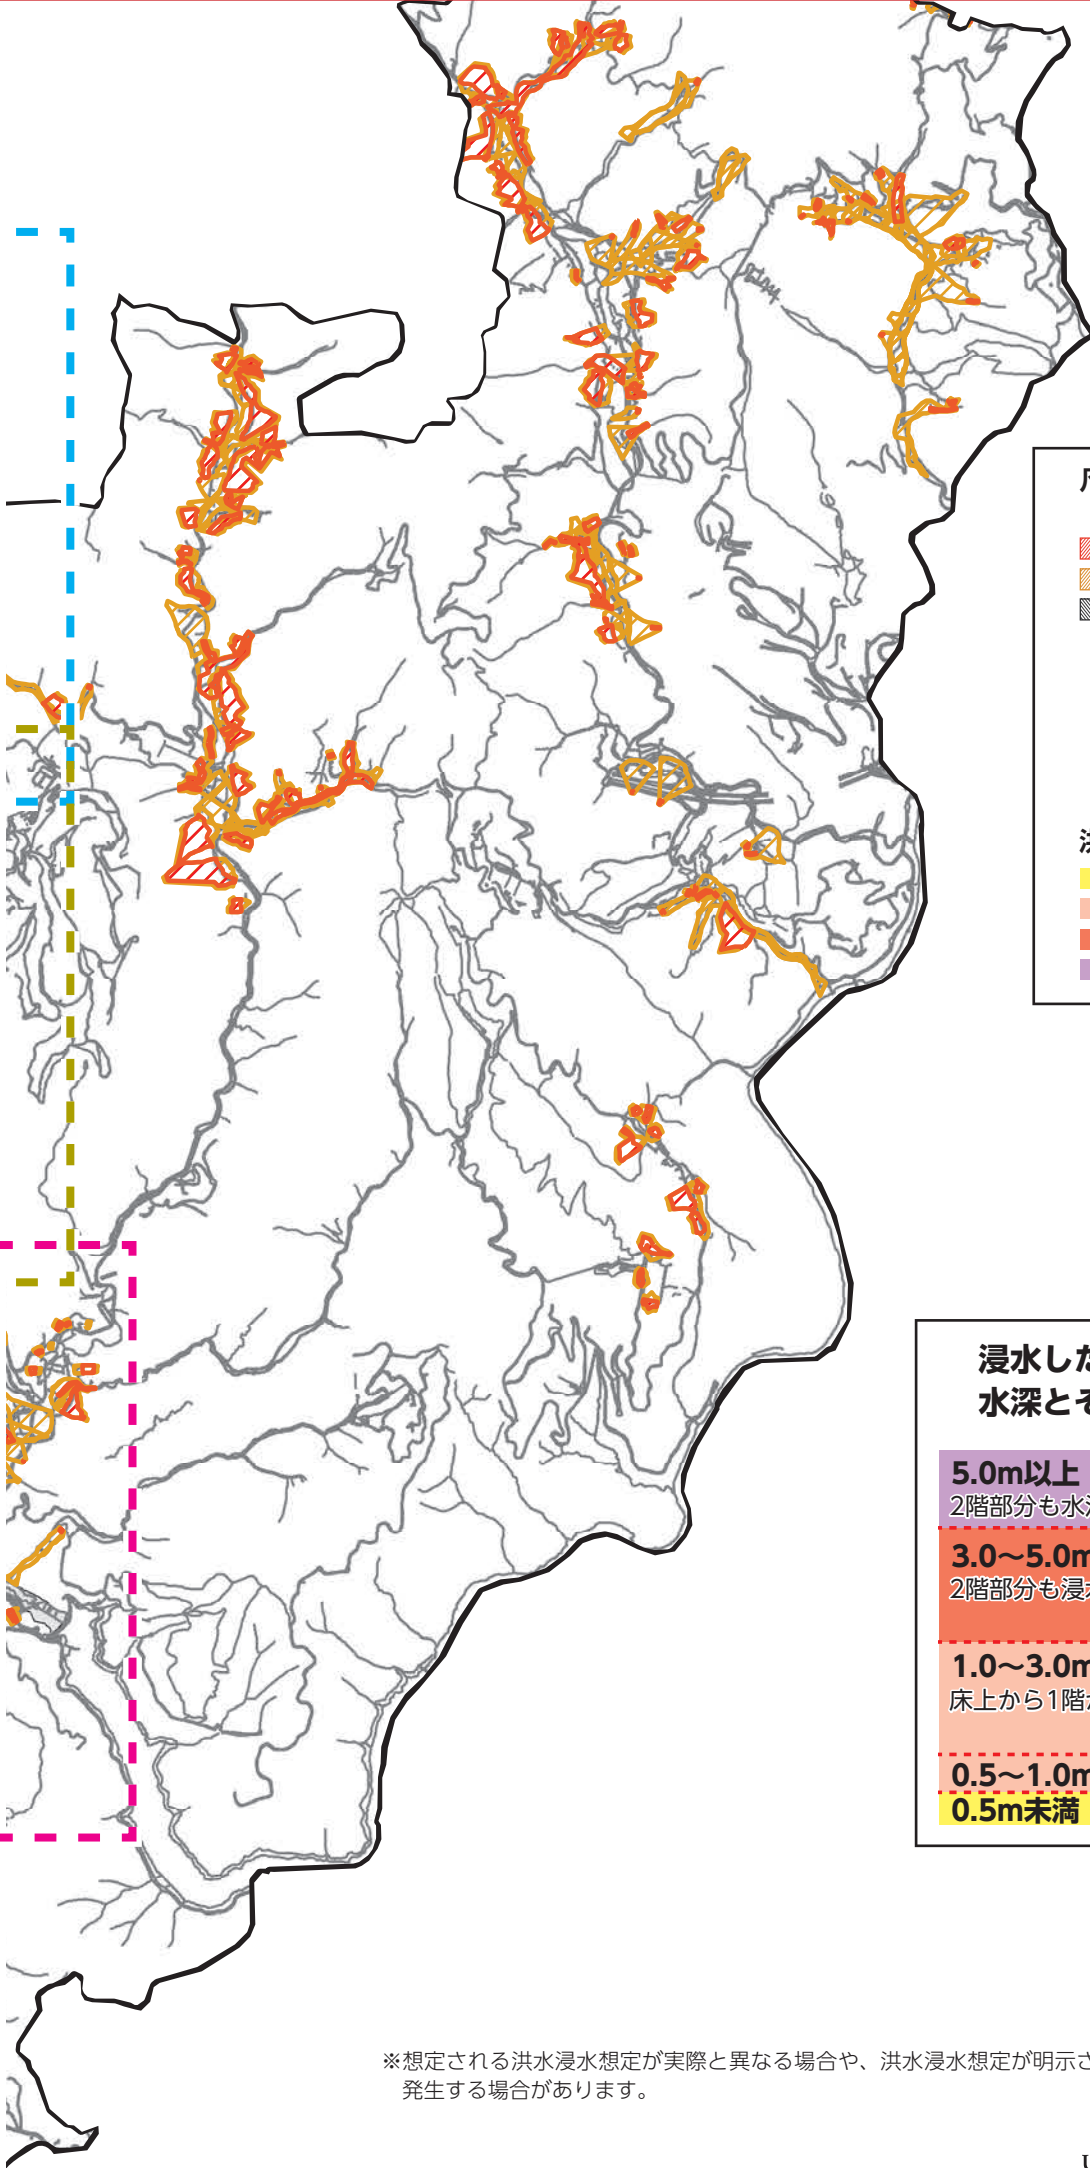 浸水し
水深と
5.0m以上
2階部分も水
3.0〜5.0m
2階部分も浸
1.0〜3.0m
床上から1階
0.5〜1.0m
0.5m未満
※想定される洪水浸水想定が実際と異なる場合や、洪水浸水想定が明示
発生する場合があります。